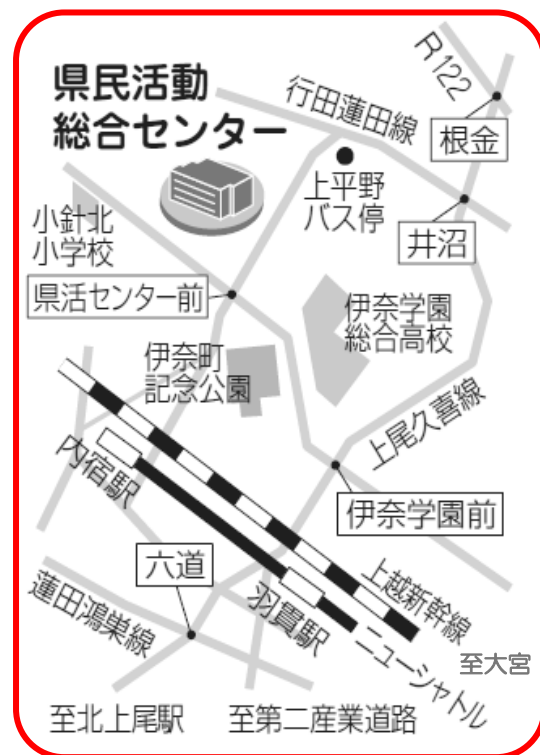 県民活動
総合センター
R122
行田蓮田線
根金
上平野
バス停
井沼
小針北
小学校
県活センター前
伊奈学園
総合高校
伊奈町
記念公園
上尾久喜線
内宿駅
伊奈学園前
六道
上越新幹線
羽貫駅
蓮田鴻巣線
ニューシャトル
至大宮
至北上尾駅
至第二産業道路